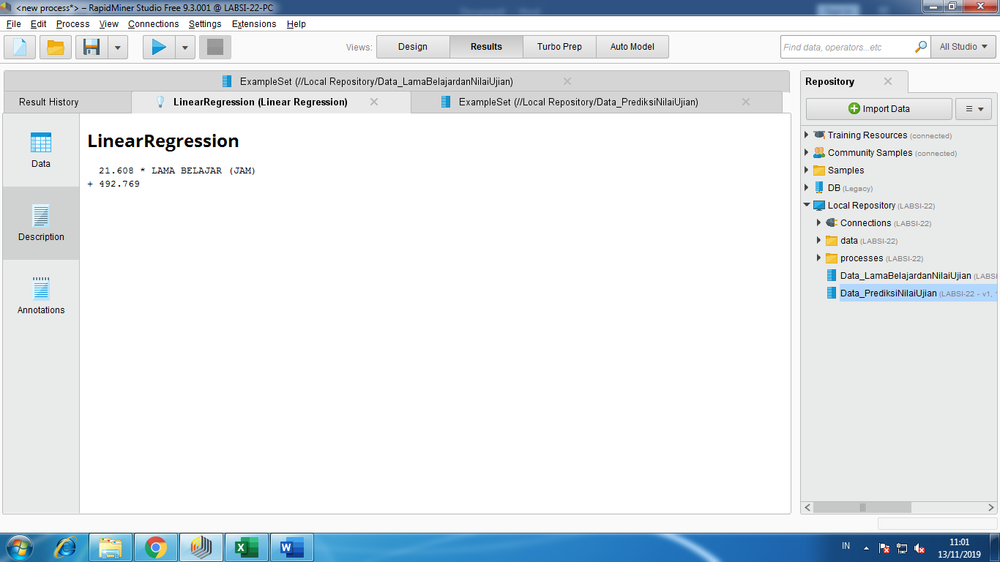 <new process*> – RapidMiner Studio Free 9.3.001 @ LABSI-22-PC
File Edit Process View Connections Settings Extensions Help
Views: Design Results Turbo Prep Auto Model Find data, operators...etc All Studio
ExampleSet (//Local Repository/Data_LamaBelajardanNilaiUjian)
Result History LinearRegression (Linear Regression) ExampleSet (//Local Repository/Data_PrediksiNilaiUjian)
Repository
Import Data
Data
Description
Annotations
LinearRegression
21.608 * LAMA BELAJAR (JAM)
+ 492.769
Training Resources (connected)
Community Samples (connected)
Samples
DB (Legacy)
Local Repository (LABSI-22)
Connections (LABSI-22)
data (LABSI-22)
processes (LABSI-22)
Data_LamaBelajardanNilaiUjian (LABSI
Data_PrediksiNilaiUjian (LABSI-22 - v1,
IN 11:01
13/11/2019